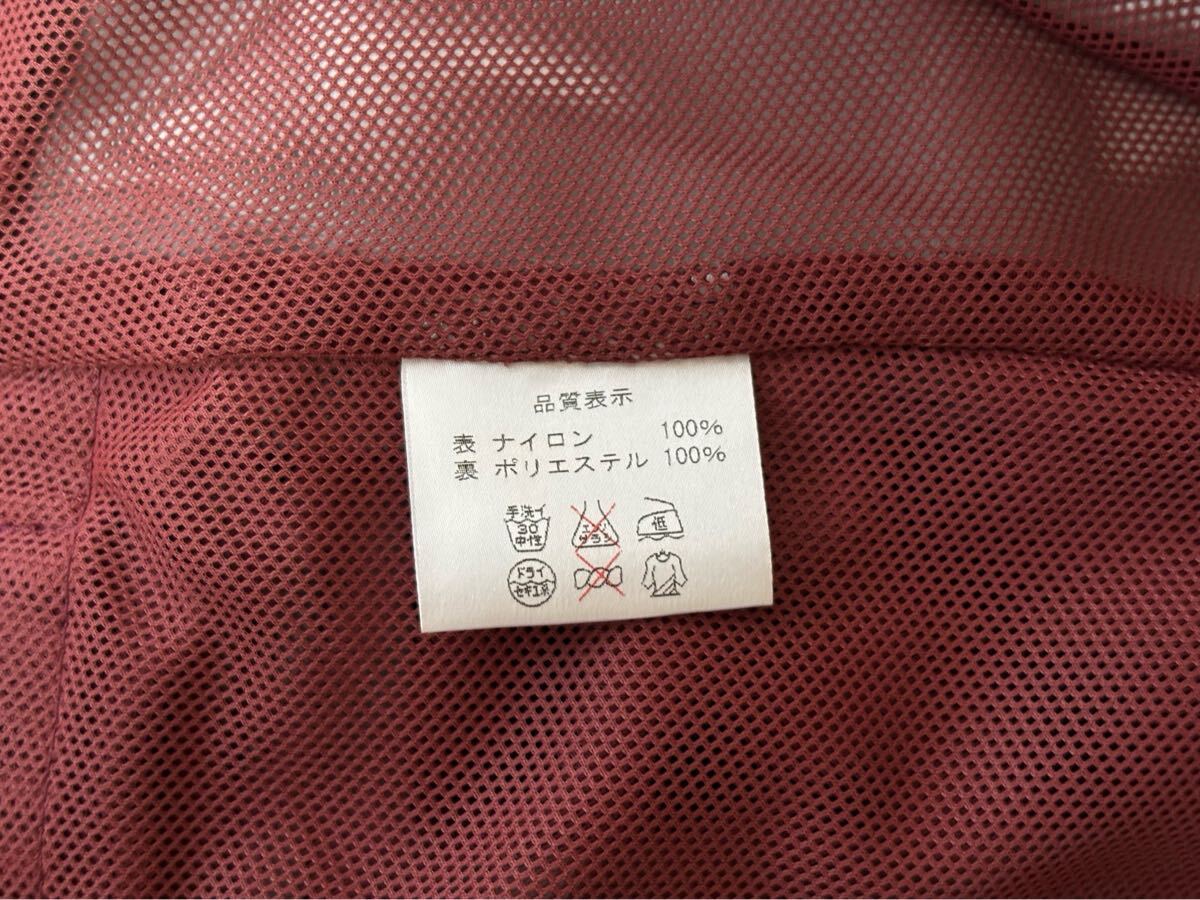 品質表示
表 ナイロン 100%
裏 ポリエステル 100%
手洗イ
30
中性
エンソ
サラシ
低
ドライ
セキユ系